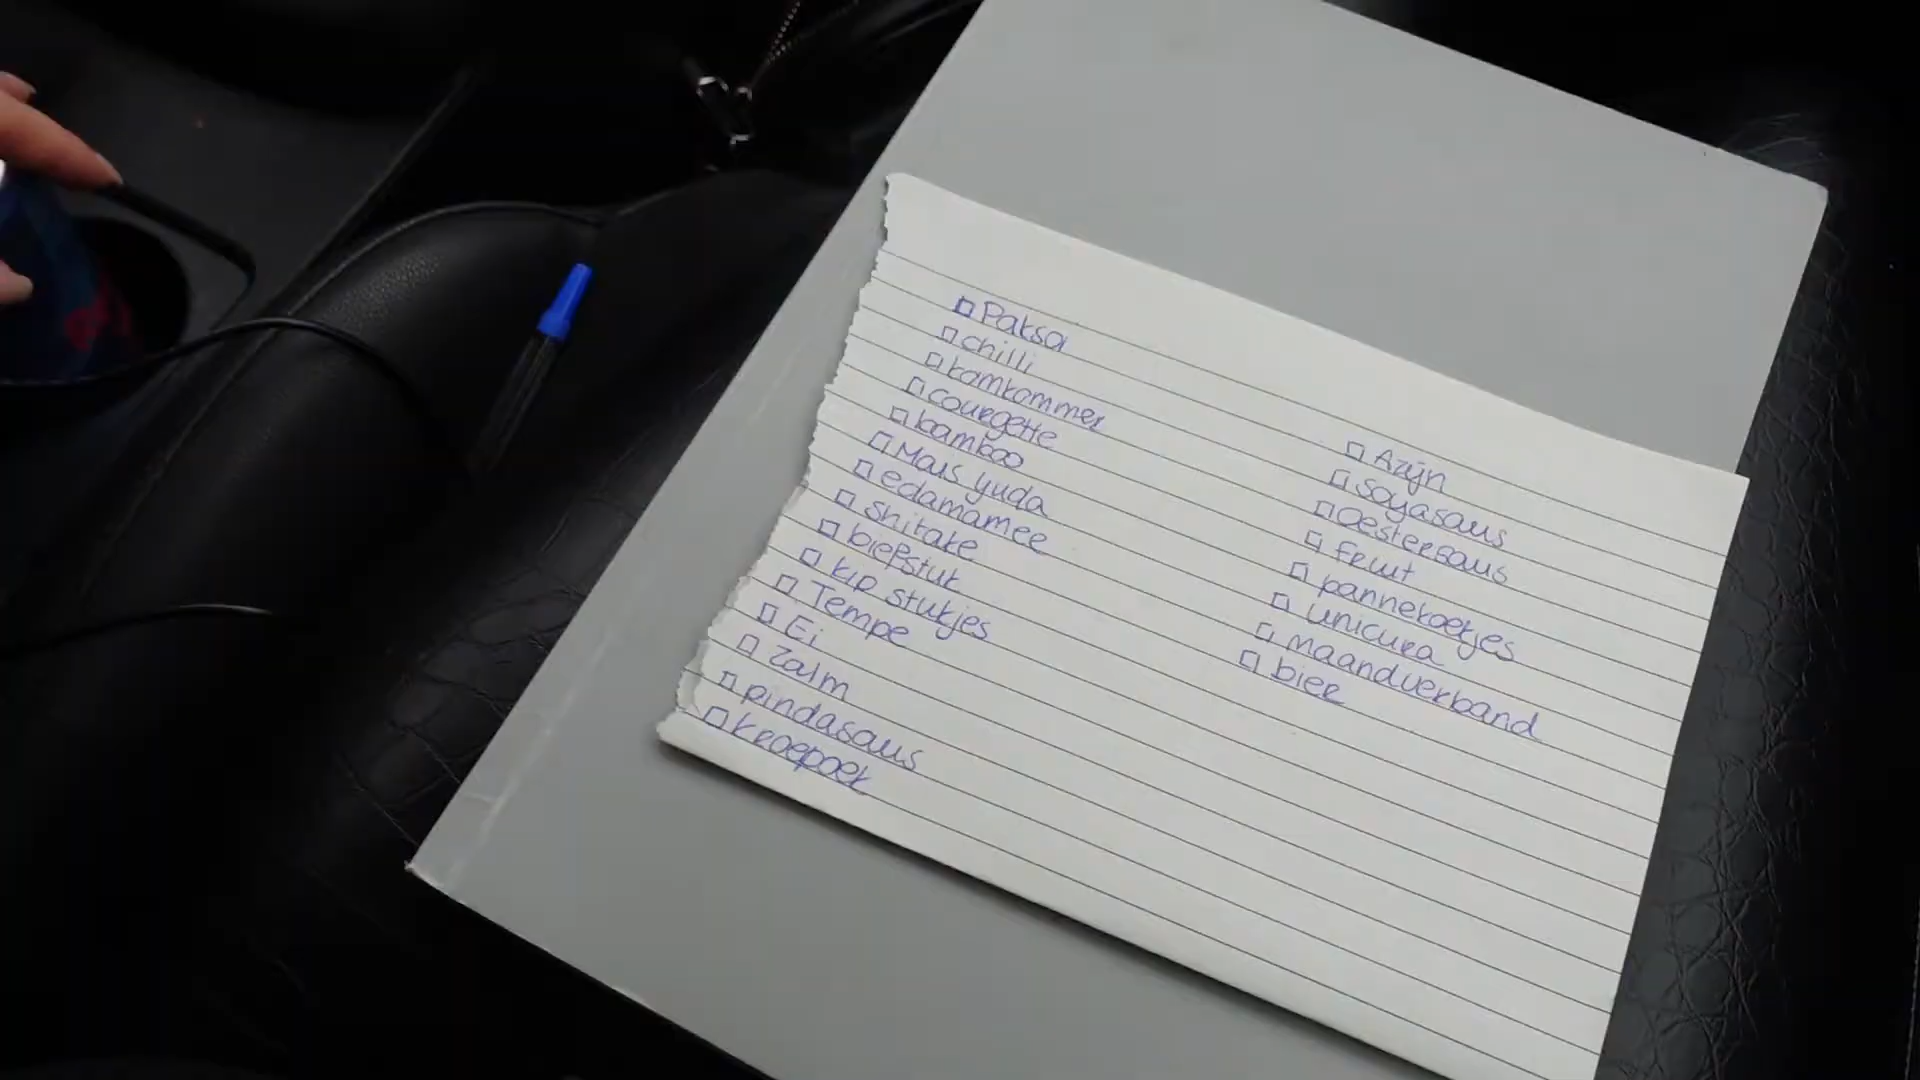 Paksoi
chilli
komkommer
courgette
bamboo
Mais yuda
edamamee
shitake
biefstuk
kip stukjes
Tempe
Ei
Zalm
pindasaus
kroepoek
Azijn
soyasaus
Oestersaus
fruit
pannekoekjes
Unicura
maandverband
bier